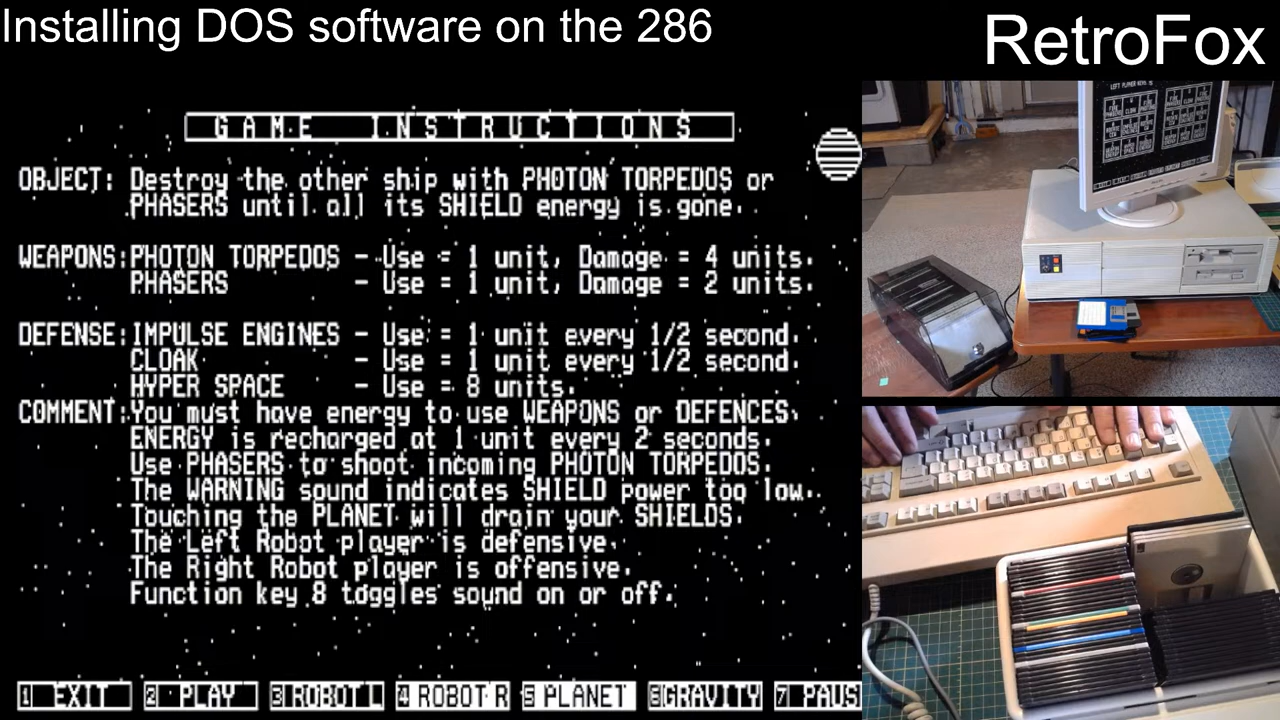 Installing DOS software on the 286
RetroFox
GAME INSTRUCTIONS
OBJECT: Destroy the other ship with PHOTON TORPEDOS or
PHASERS until all its SHIELD energy is gone.
WEAPONS: PHOTON TORPEDOS - Use = 1 unit, Damage = 4 units.
PHASERS - Use = 1 unit, Damage = 2 units.
DEFENSE: IMPULSE ENGINES - Use = 1 unit every 1/2 second.
CLOAK - Use = 1 unit every 1/2 second.
HYPER SPACE - Use = 8 units.
COMMENT: You must have energy to use WEAPONS or DEFENCES.
ENERGY is recharged at 1 unit every 2 seconds.
Use PHASERS to shoot incoming PHOTON TORPEDOS.
The WARNING sound indicates SHIELD power too low.
Touching the PLANET will drain your SHIELDS.
The Left Robot player is defensive.
The Right Robot player is offensive.
Function key 8 toggles sound on or off.
1 EXIT 2 PLAY 3 ROBOT L 4 ROBOT R 5 PLANET 6 GRAVITY 7 PAUS